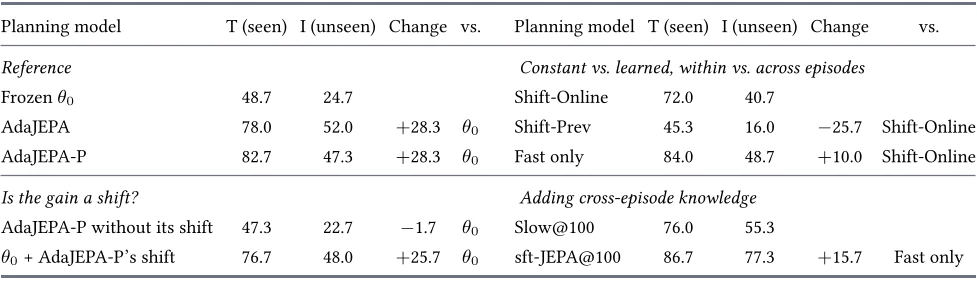 Planning model T (seen) I (unseen) Change vs. Planning model T (seen) I (unseen) Change vs.
Reference Constant vs. learned, within vs. across episodes
Frozen θ₀ 48.7 24.7 Shift-Online 72.0 40.7
AdaJEPA 78.0 52.0 +28.3 θ₀ Shift-Prev 45.3 16.0 −25.7 Shift-Online
AdaJEPA-P 82.7 47.3 +28.3 θ₀ Fast only 84.0 48.7 +10.0 Shift-Online
Is the gain a shift? Adding cross-episode knowledge
AdaJEPA-P without its shift 47.3 22.7 −1.7 θ₀ Slow@100 76.0 55.3
θ₀ + AdaJEPA-P’s shift 76.7 48.0 +25.7 θ₀ sft-JEPA@100 86.7 77.3 +15.7 Fast only